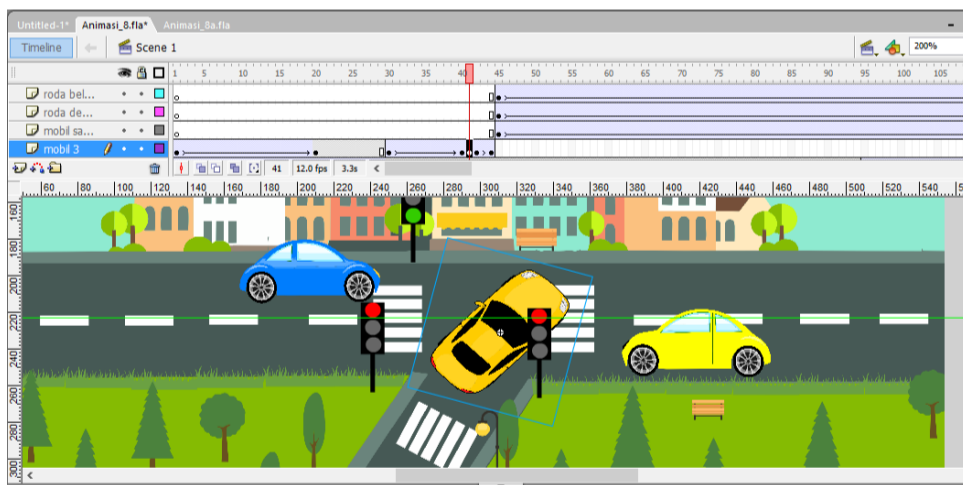 Untitled-1* Animasi_8.fla* Animasi_8a.fla
Timeline Scene 1 200%
1 5 10 15 20 25 30 35 40 45 50 55 60 65 70 75 80 85 90 95 100 105
roda bel...
roda de...
mobil sa...
mobil 3
41 12.0 fps 3.3s
60 80 100 120 140 160 180 200 220 240 260 280 300 320 340 360 380 400 420 440 460 480 500 520 540
160
180
200
220
240
260
280
300